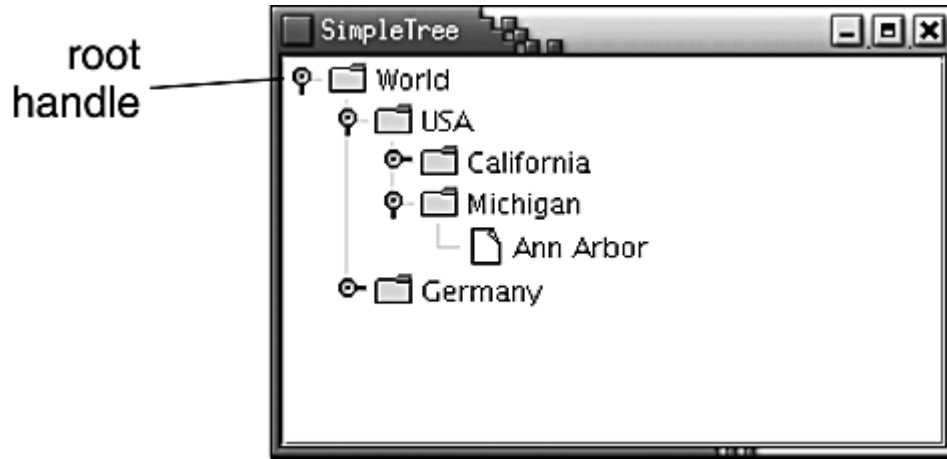 root
handle
SimpleTree
World
USA
California
Michigan
Ann Arbor
Germany